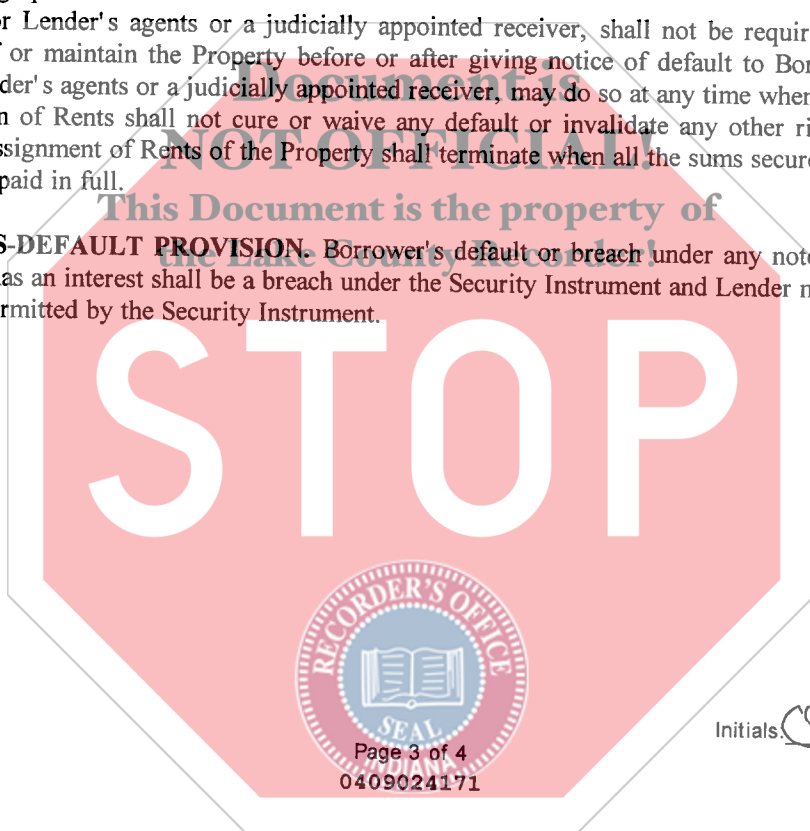 r Lender's agents or a judicially appointed receiver, shall not be requir
or maintain the Property before or after giving notice of default to Bor
der's agents or a judicially appointed receiver, may do so at any time when
n of Rents shall not cure or waive any default or invalidate any other ri
ssignment of Rents of the Property shall terminate when all the sums secur
paid in full.
Document is
NOT OFFICIAL!
This Document is the property of
the Lake County Recorder!
S-DEFAULT PROVISION. Borrower's default or breach under any note
as an interest shall be a breach under the Security Instrument and Lender
rmitted by the Security Instrument.
STOP
RECORDER'S OFFICE
SEAL
INDIANA
Initials:
Page 3 of 4
0409024171